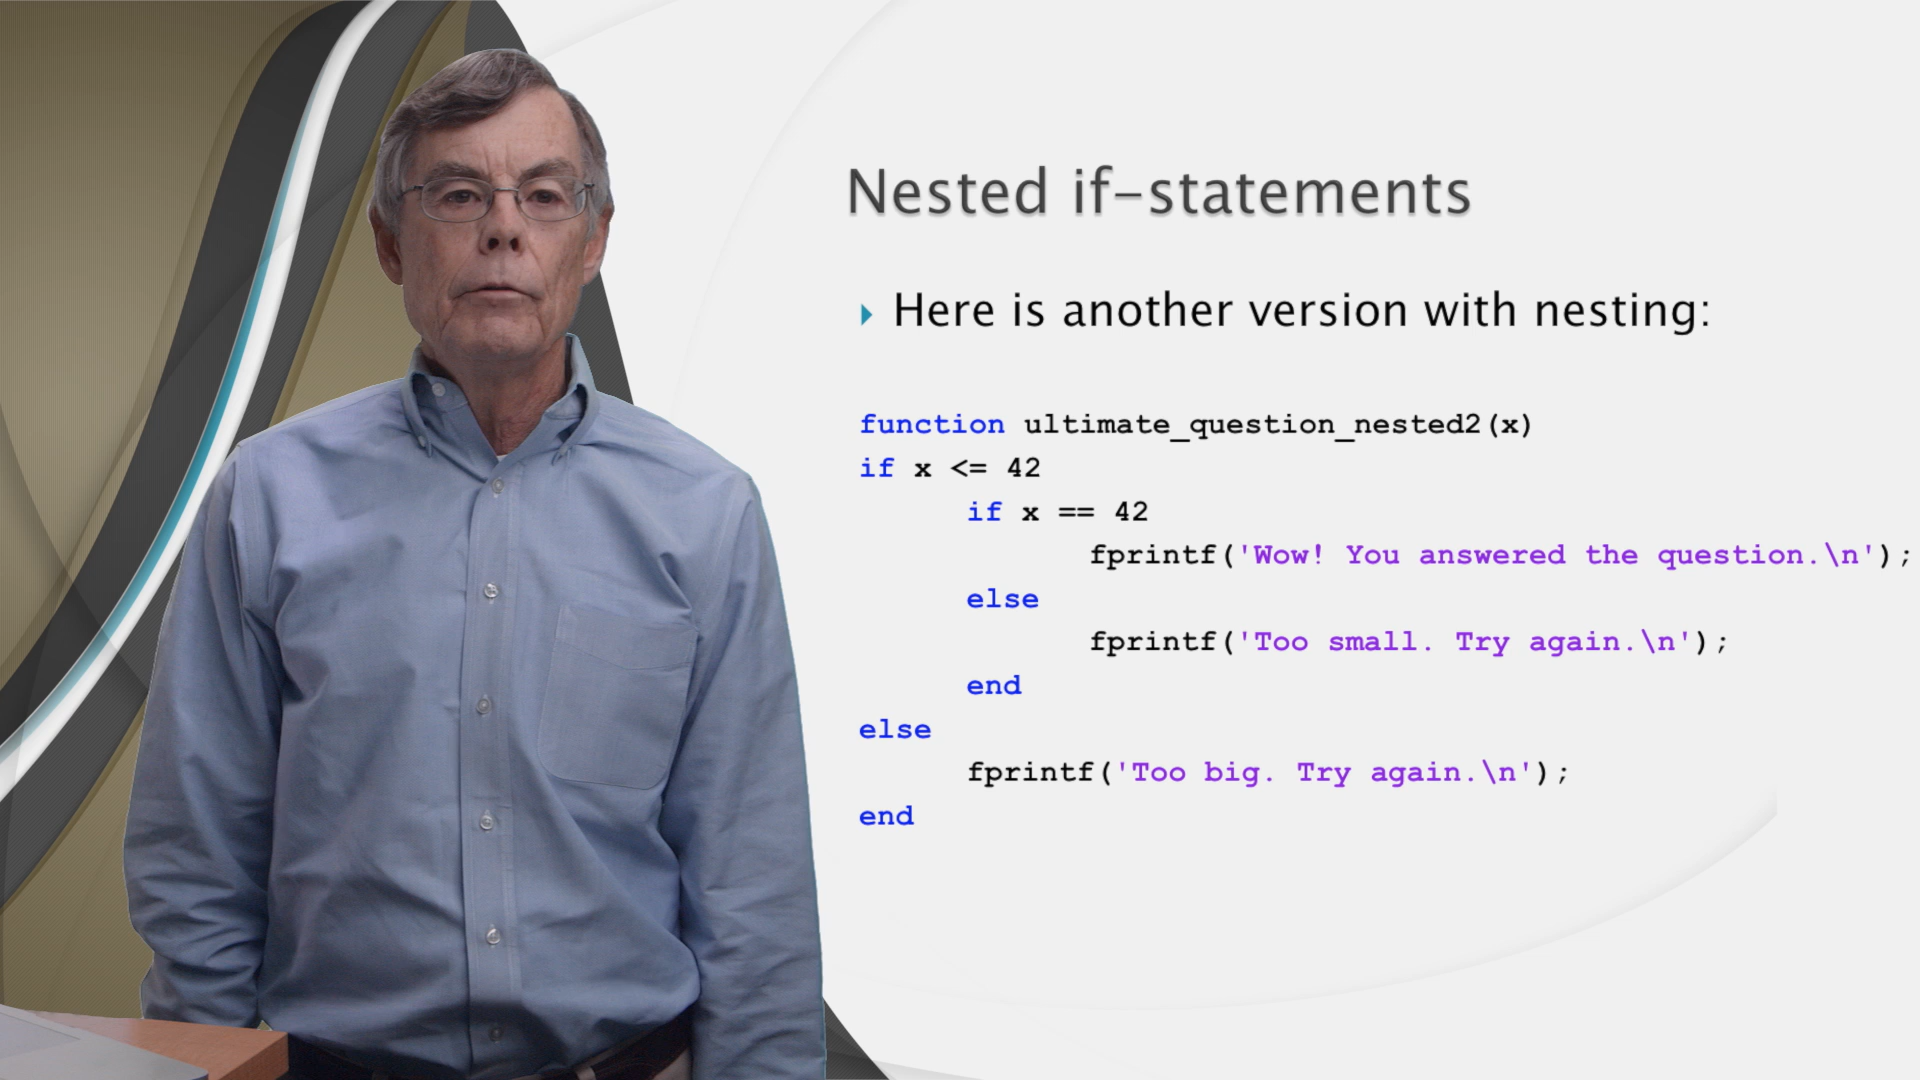 Nested if-statements
Here is another version with nesting:
function ultimate_question_nested2(x)
if x <= 42
if x == 42
fprintf('Wow! You answered the question.\n');
else
fprintf('Too small. Try again.\n');
end
else
fprintf('Too big. Try again.\n');
end